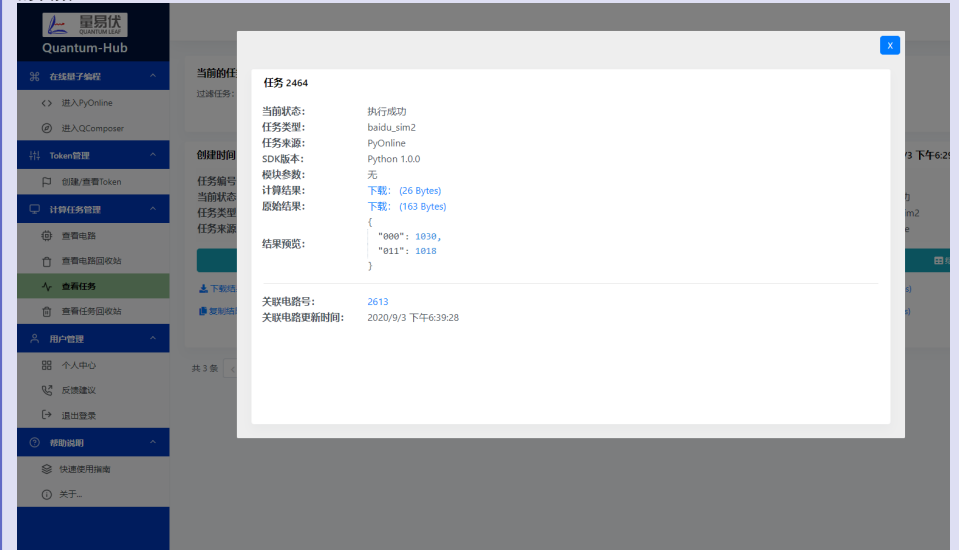 量易伏
QUANTUM LEAF
Quantum-Hub
在线量子编程
进入PyOnline
进入QComposer
Token管理
创建/查看Token
计算任务管理
查看电路
查看电路回收站
查看任务
查看任务回收站
用户管理
个人中心
反馈建议
退出登录
帮助说明
快速使用指南
关于...
当前的任
过滤任务:
创建时间
任务编号
当前状态
任务类型
任务来源
下载结
复制结
共 3 条
X
任务 2464
当前状态: 执行成功
任务类型: baidu_sim2
任务来源: PyOnline
SDK版本: Python 1.0.0
模块参数: 无
计算结果: 下载: (26 Bytes)
原始结果: 下载: (163 Bytes)
结果预览:
{
"000": 1030,
"011": 1018
}
关联电路号: 2613
关联电路更新时间: 2020/9/3 下午6:39:28
/3 下午6:29
im2
e
s)